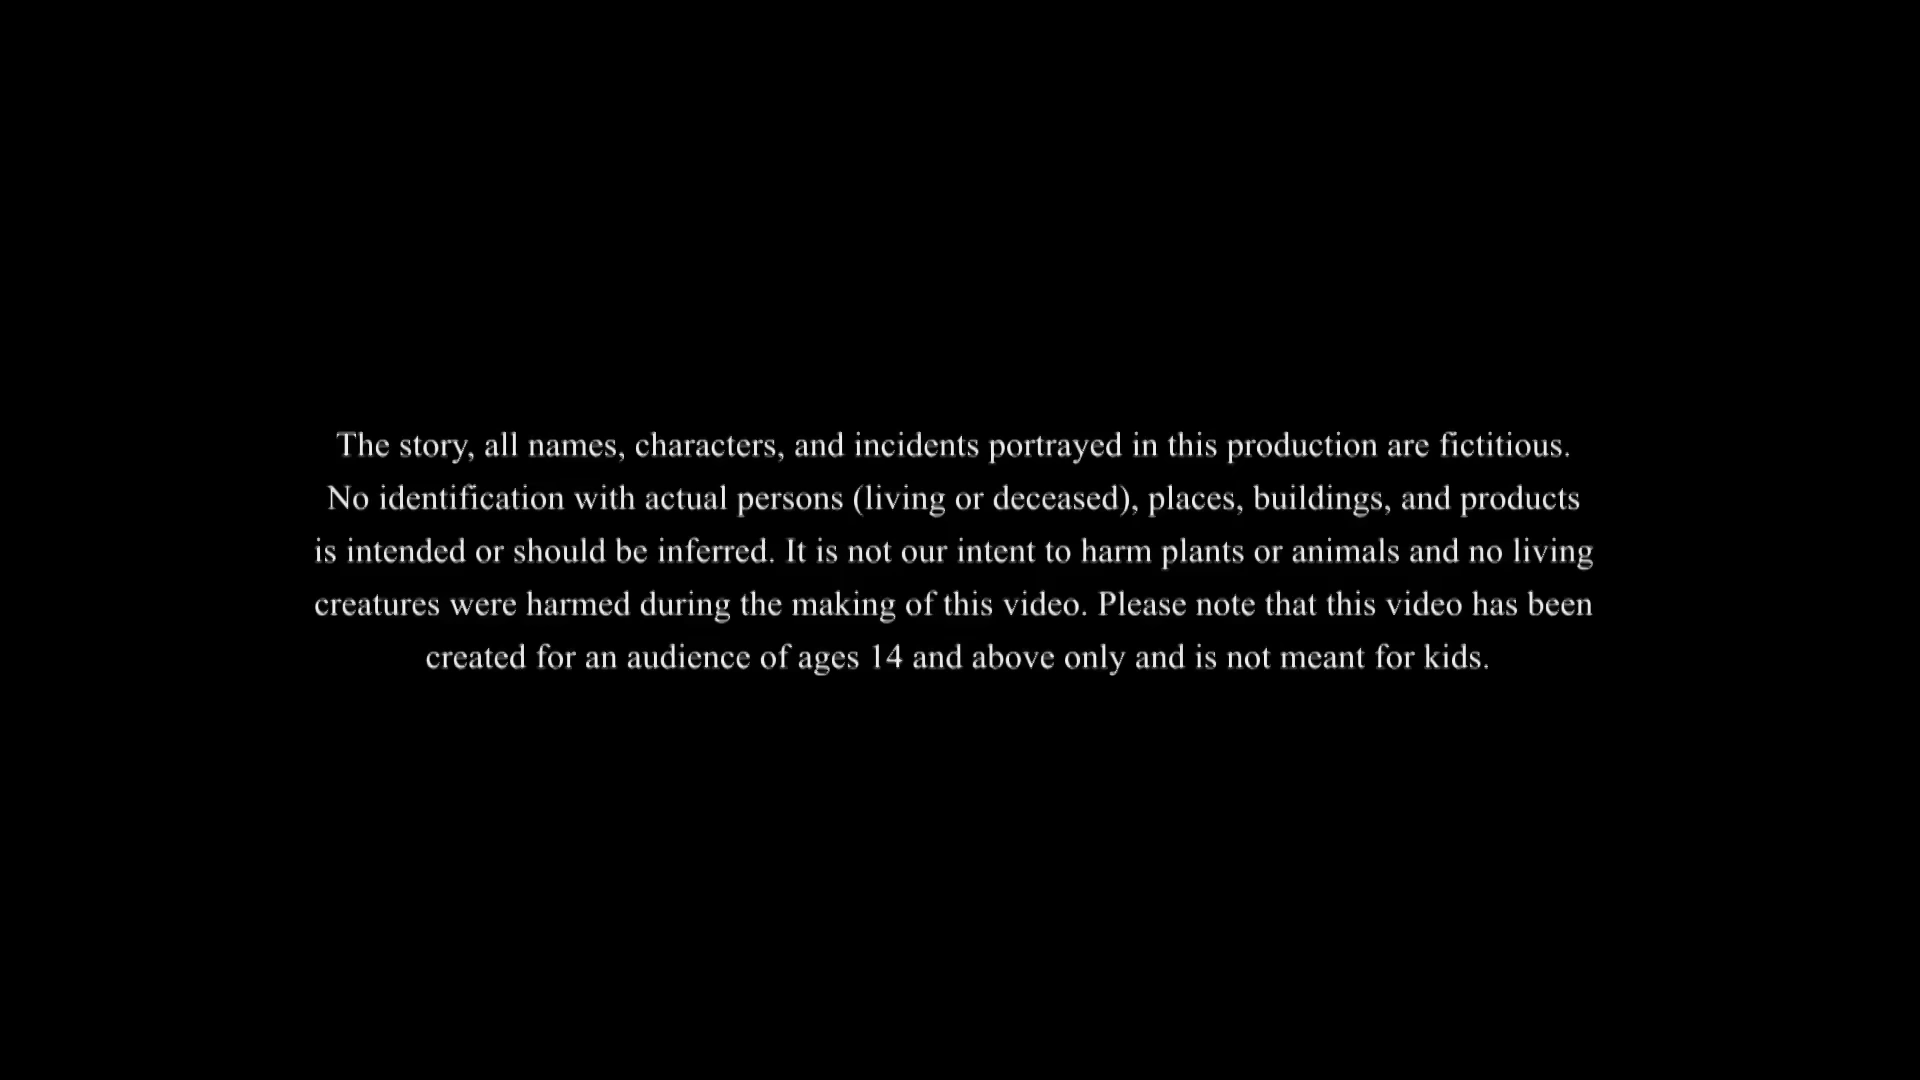 The story, all names, characters, and incidents portrayed in this production are fictitious.
No identification with actual persons (living or deceased), places, buildings, and products
is intended or should be inferred. It is not our intent to harm plants or animals and no living
creatures were harmed during the making of this video. Please note that this video has been
created for an audience of ages 14 and above only and is not meant for kids.